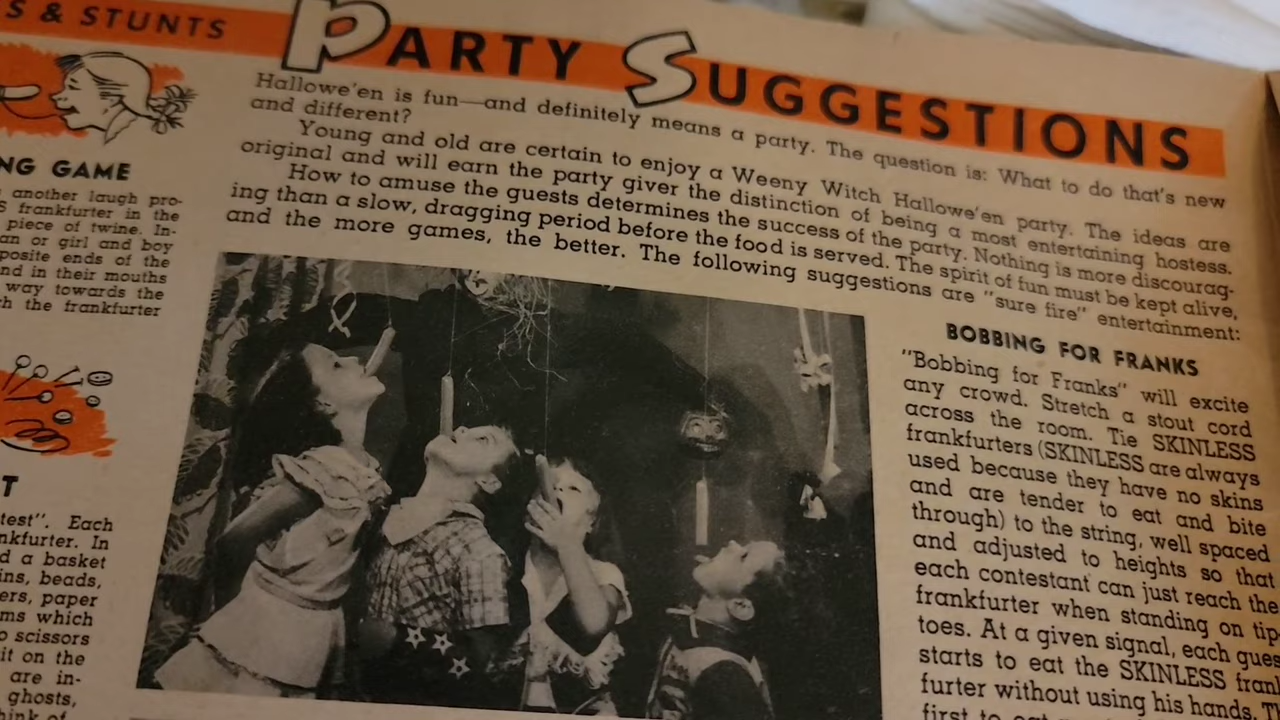 S & STUNTS
PARTY SUGGESTIONS
Hallowe'en is fun—and definitely means a party. The question is: What to do that's new
and different?
Young and old are certain to enjoy a Weeny Witch Hallowe'en party. The ideas are
original and will earn the party giver the distinction of being a most entertaining hostess.
How to amuse the guests determines the success of the party. Nothing is more discourag-
ing than a slow, dragging period before the food is served. The spirit of fun must be kept alive,
and the more games, the better. The following suggestions are "sure fire" entertainment:
NG GAME
another laugh pro-
S frankfurter in the
piece of twine. In-
an or girl and boy
posite ends of the
nd in their mouths
way towards the
h the frankfurter
T
test". Each
nkfurter. In
d a basket
ins, beads,
ers, paper
ms which
o scissors
it on the
are in-
ghosts,
hink of
BOBBING FOR FRANKS
"Bobbing for Franks" will excite
any crowd. Stretch a stout cord
across the room. Tie SKINLESS
frankfurters (SKINLESS are always
used because they have no skins
and are tender to eat and bite
through) to the string, well spaced
and adjusted to heights so that
each contestant can just reach the
frankfurter when standing on tip-
toes. At a given signal, each gues
starts to eat the SKINLESS frank
furter without using his hands. Th
first to eat